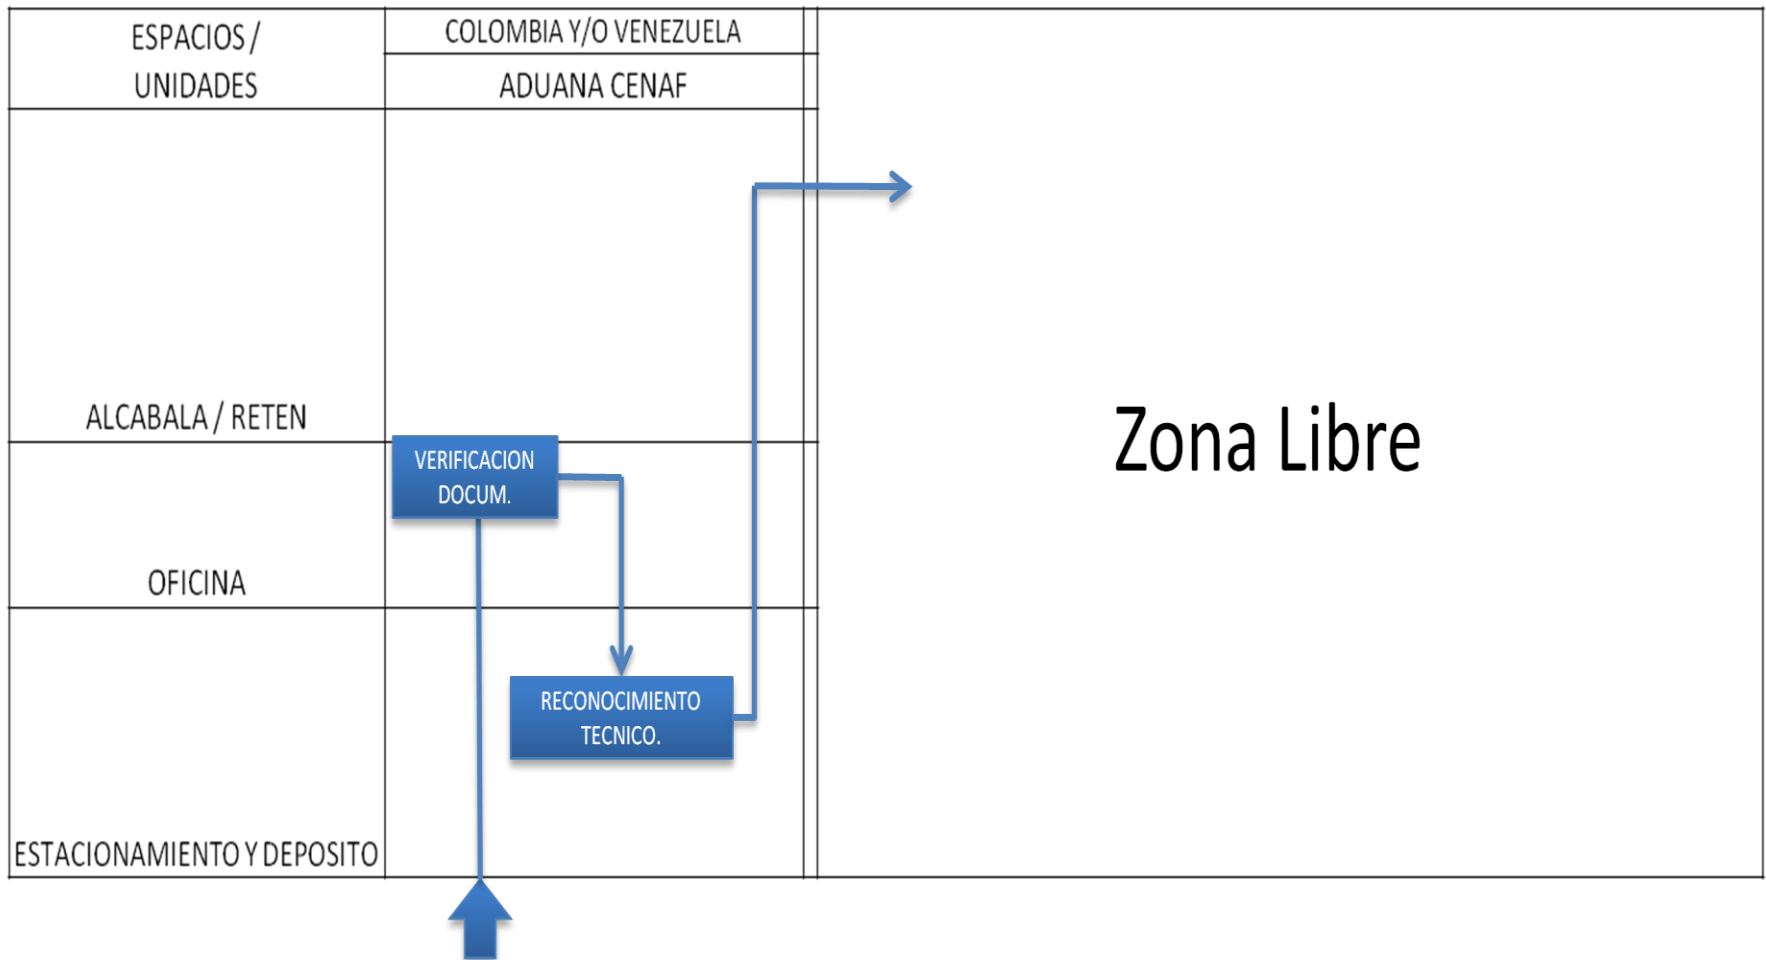 ESPACIOS /
UNIDADES
COLOMBIA Y/O VENEZUELA
ADUANA CENAF
ALCABALA / RETEN
VERIFICACION
DOCUM.
OFICINA
RECONOCIMIENTO
TECNICO.
ESTACIONAMIENTO Y DEPOSITO
Zona Libre